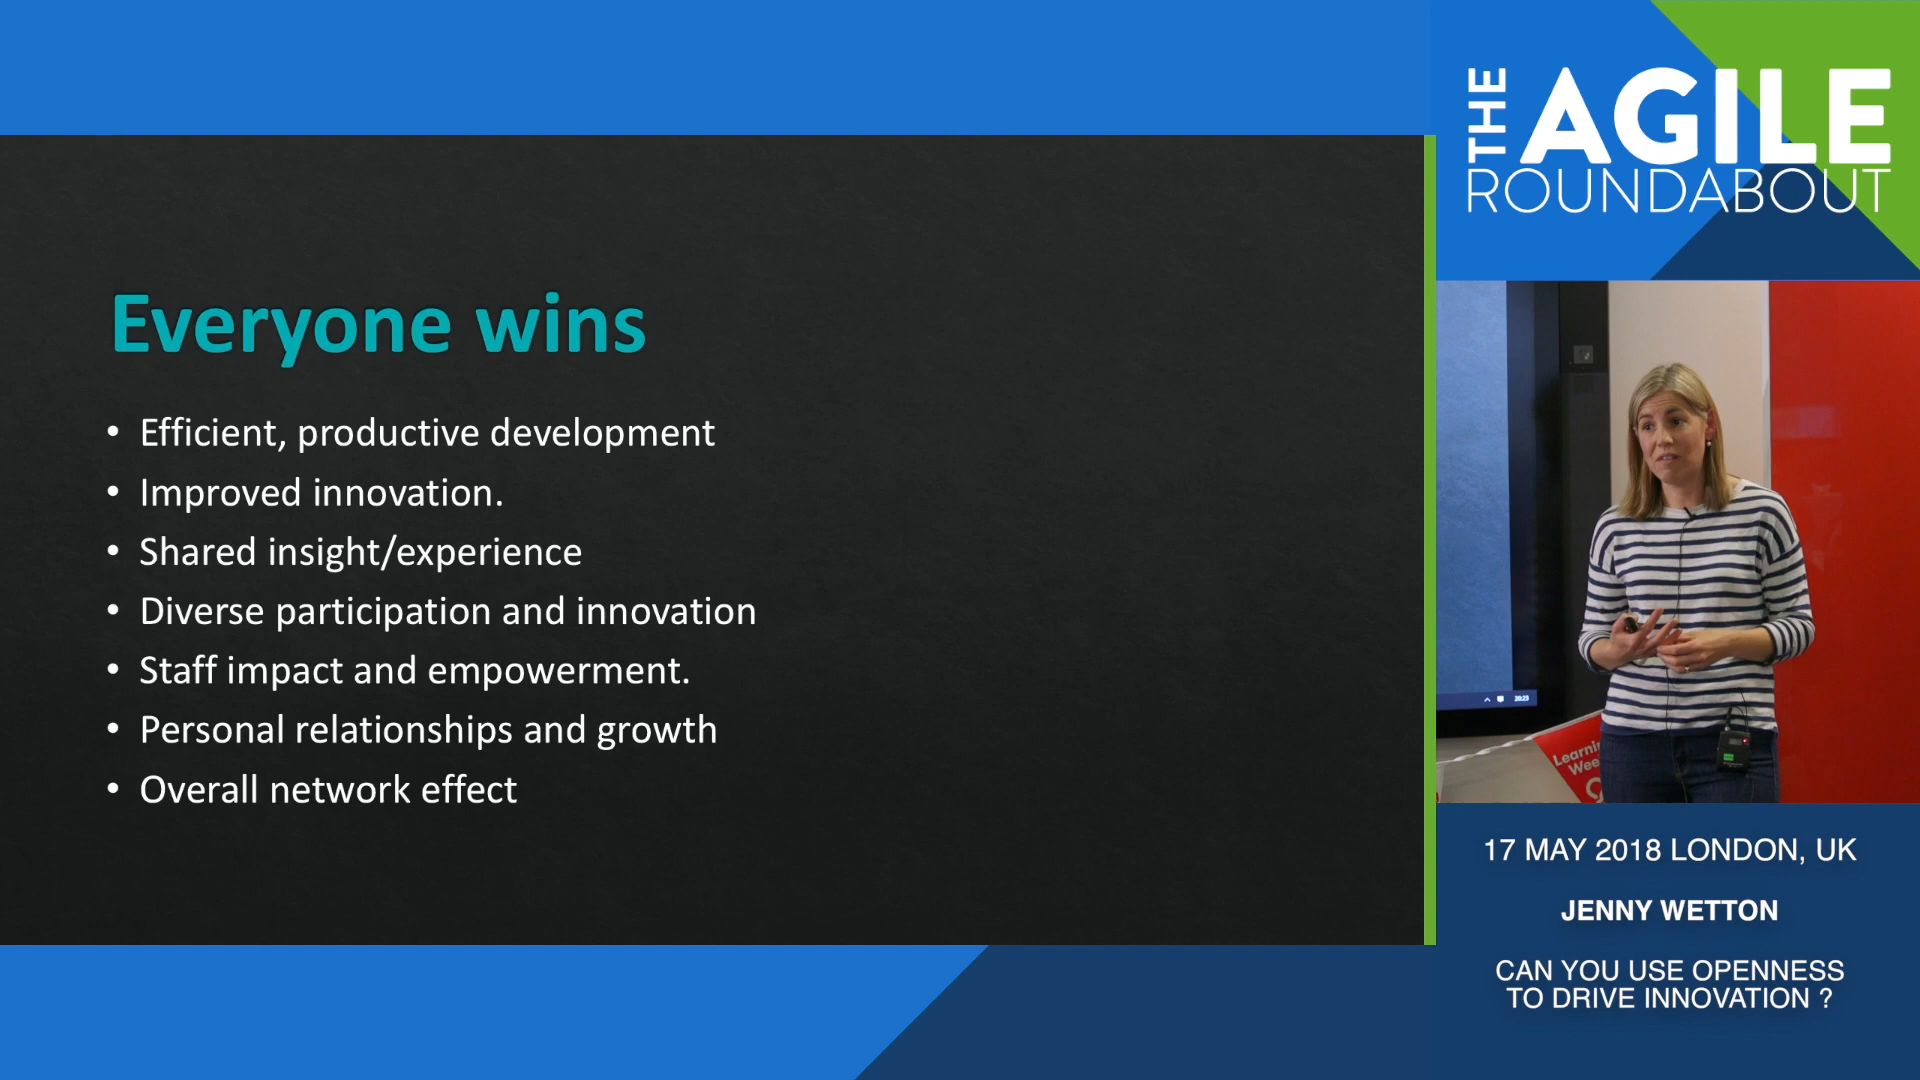 THE AGILE
ROUNDABOUT
Everyone wins
• Efficient, productive development
• Improved innovation.
• Shared insight/experience
• Diverse participation and innovation
• Staff impact and empowerment.
• Personal relationships and growth
• Overall network effect
20:23
17 MAY 2018 LONDON, UK
JENNY WETTON
CAN YOU USE OPENNESS
TO DRIVE INNOVATION ?